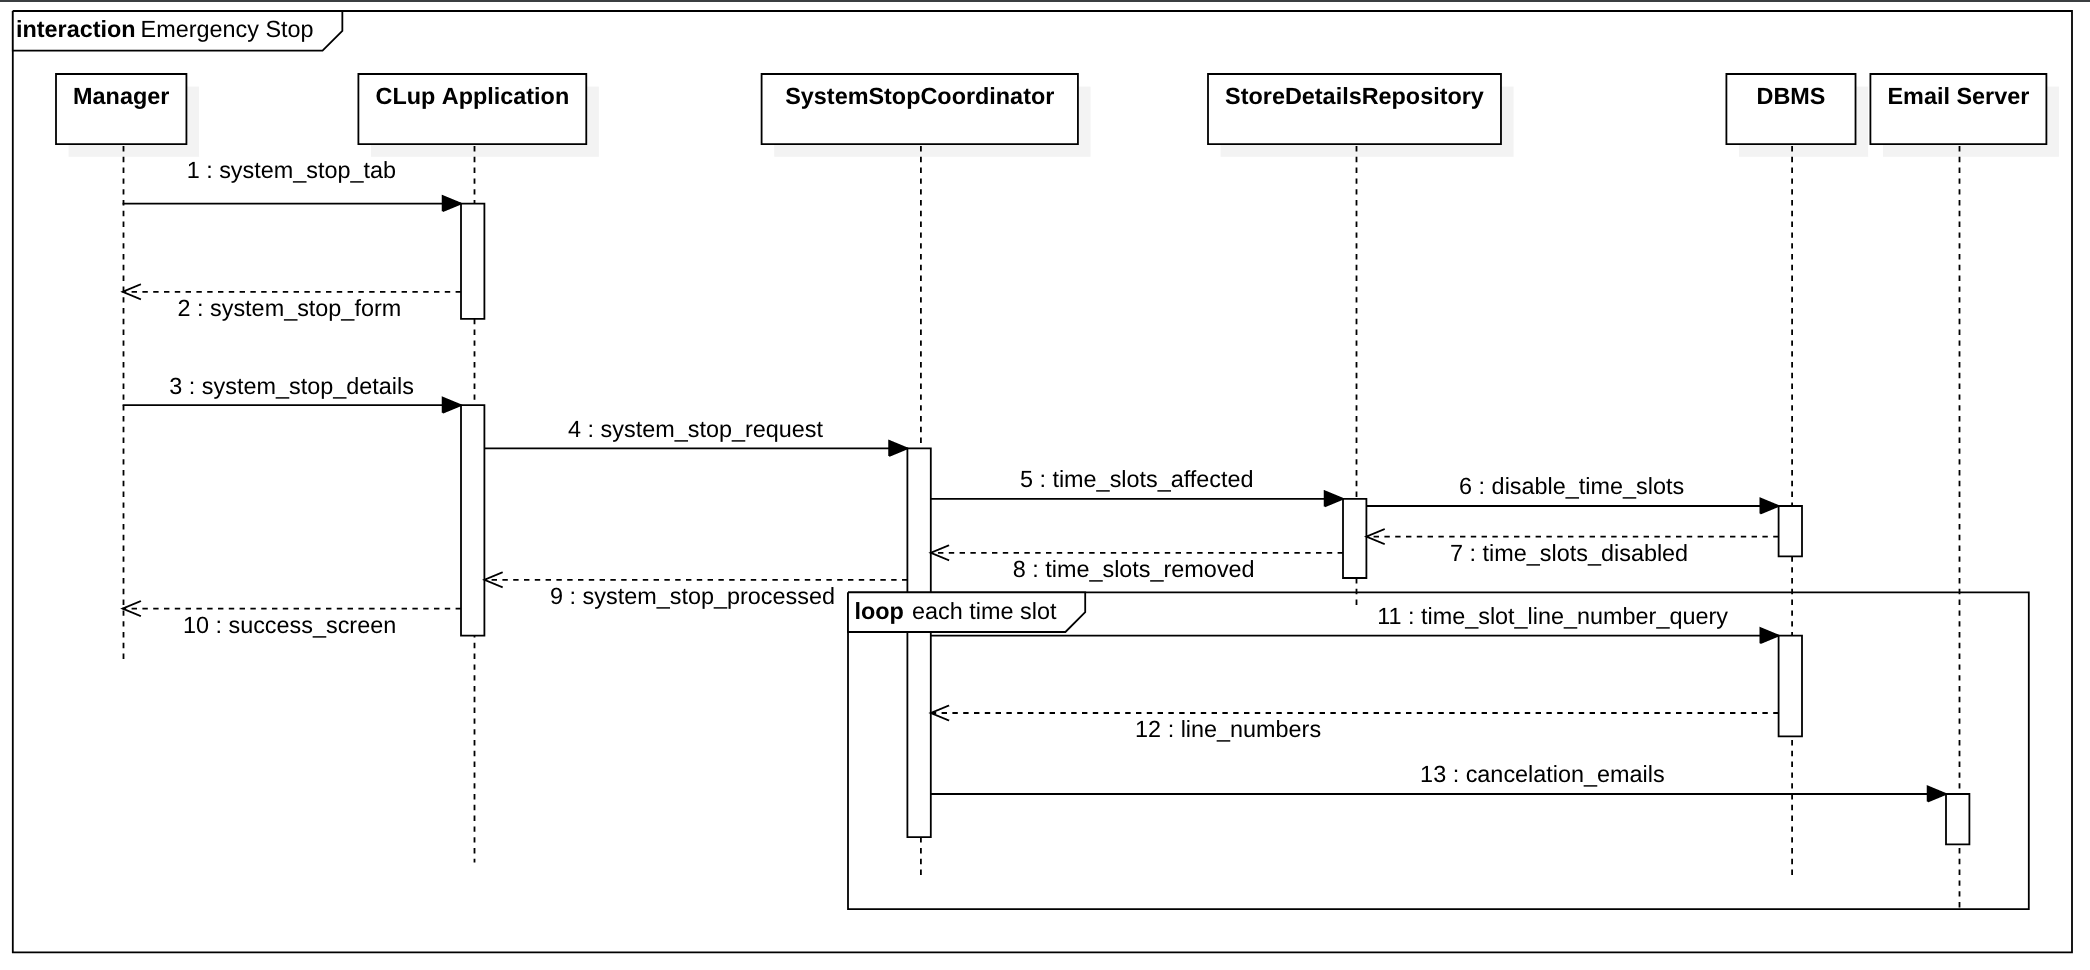 interaction Emergency Stop
Manager
CLup Application
SystemStopCoordinator
StoreDetailsRepository
DBMS
Email Server
1 : system_stop_tab
2 : system_stop_form
3 : system_stop_details
4 : system_stop_request
5 : time_slots_affected
6 : disable_time_slots
7 : time_slots_disabled
8 : time_slots_removed
9 : system_stop_processed
10 : success_screen
loop each time slot
11 : time_slot_line_number_query
12 : line_numbers
13 : cancelation_emails